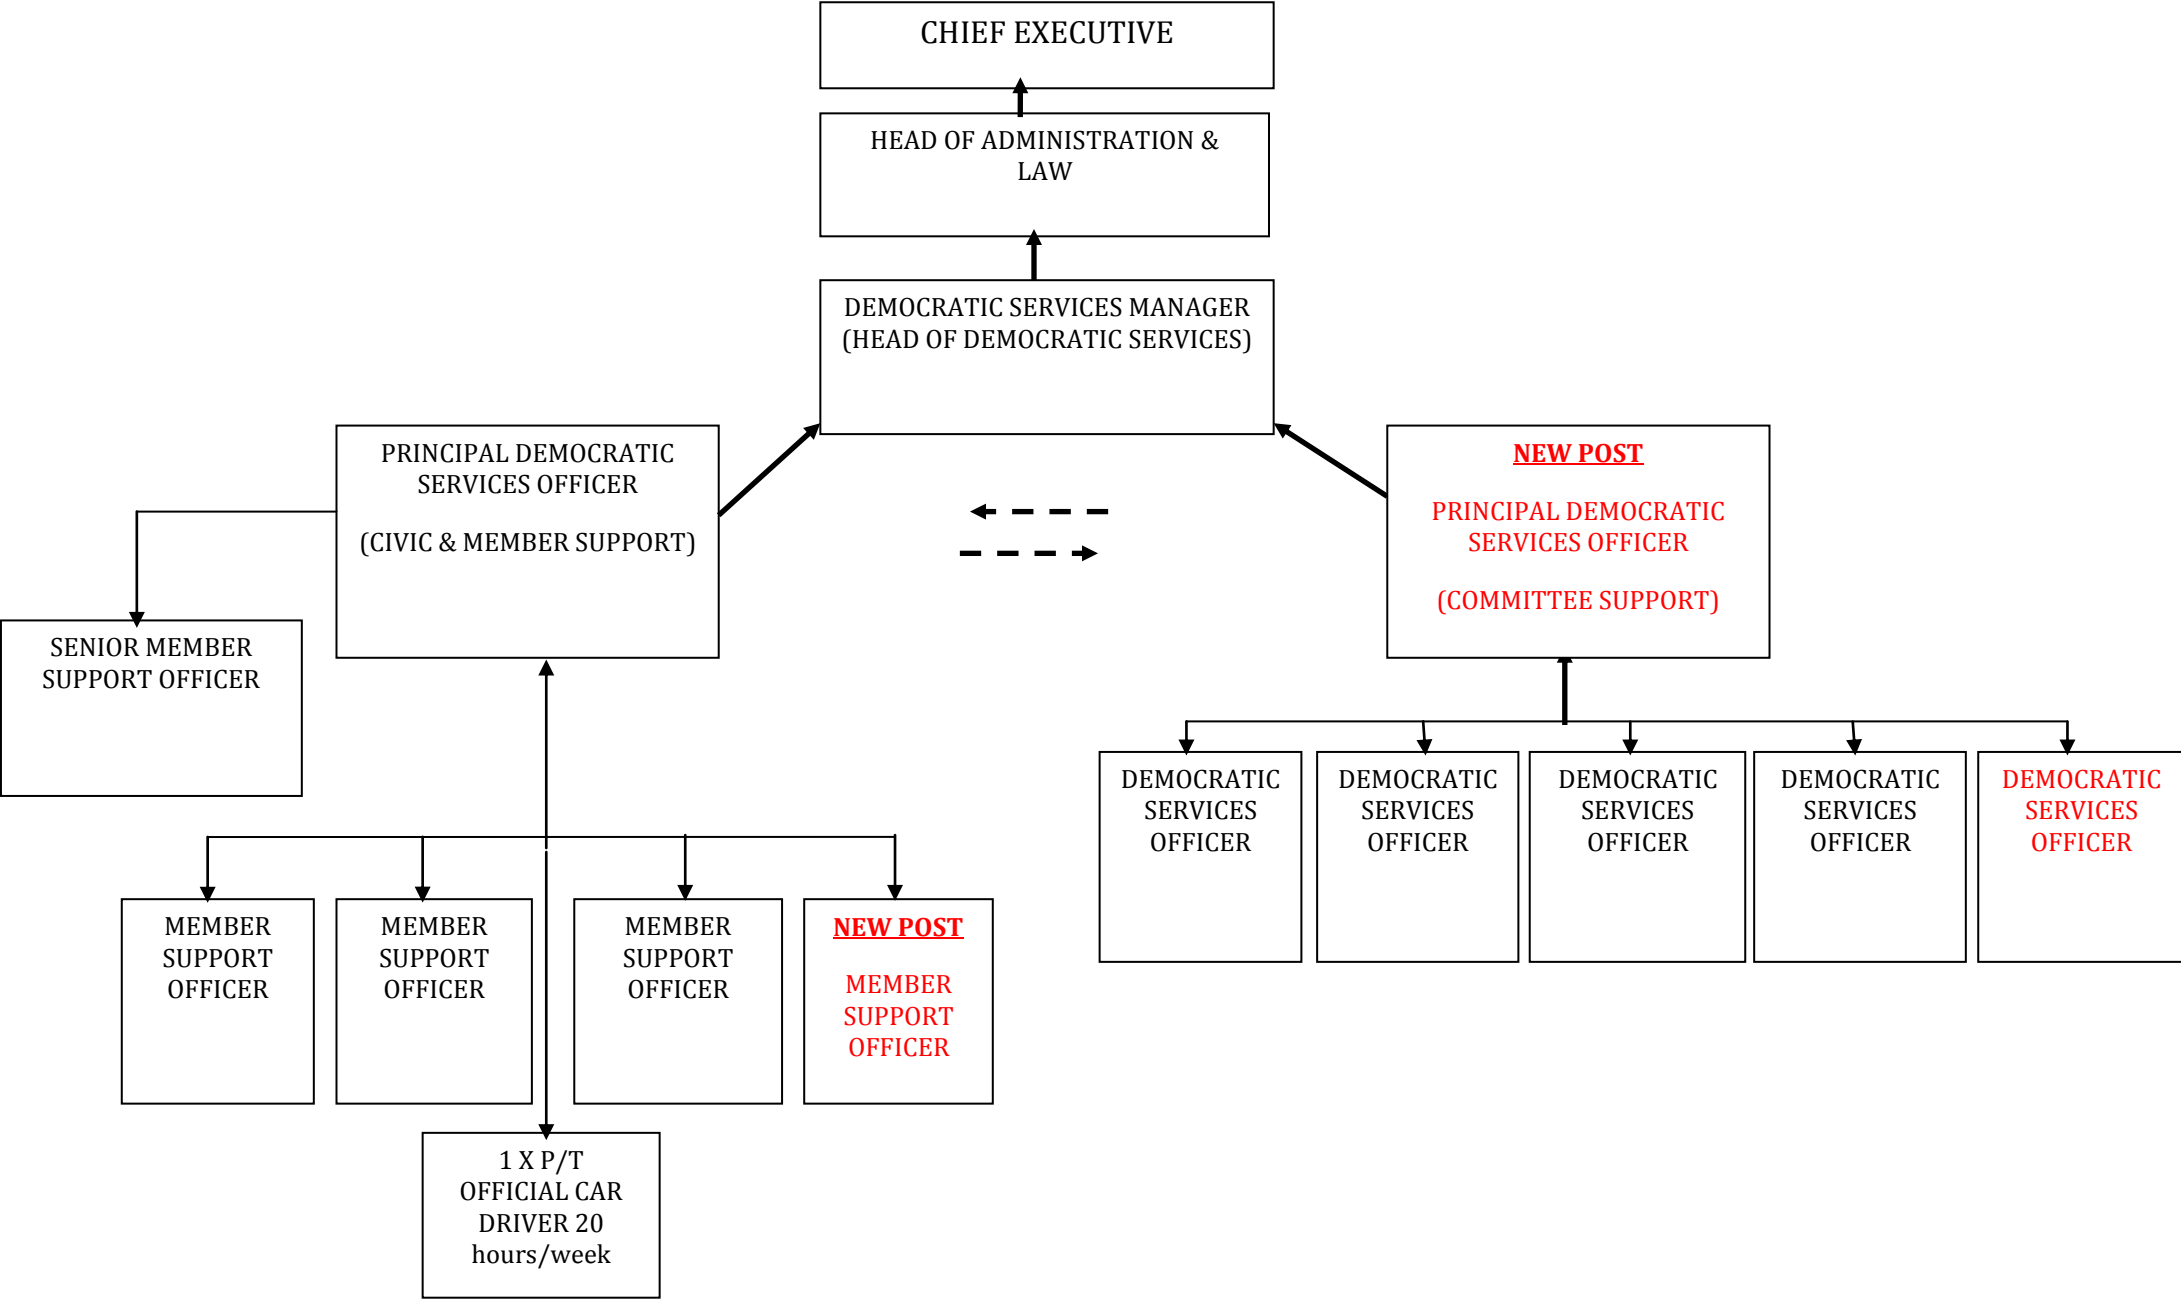 CHIEF EXECUTIVE
HEAD OF ADMINISTRATION &
LAW
DEMOCRATIC SERVICES MANAGER
(HEAD OF DEMOCRATIC SERVICES)
PRINCIPAL DEMOCRATIC
SERVICES OFFICER
(CIVIC & MEMBER SUPPORT)
NEW POST
PRINCIPAL DEMOCRATIC
SERVICES OFFICER
(COMMITTEE SUPPORT)
SENIOR MEMBER
SUPPORT OFFICER
DEMOCRATIC
SERVICES
OFFICER
DEMOCRATIC
SERVICES
OFFICER
DEMOCRATIC
SERVICES
OFFICER
DEMOCRATIC
SERVICES
OFFICER
DEMOCRATIC
SERVICES
OFFICER
MEMBER
SUPPORT
OFFICER
MEMBER
SUPPORT
OFFICER
MEMBER
SUPPORT
OFFICER
NEW POST
MEMBER
SUPPORT
OFFICER
1 X P/T
OFFICIAL CAR
DRIVER 20
hours/week